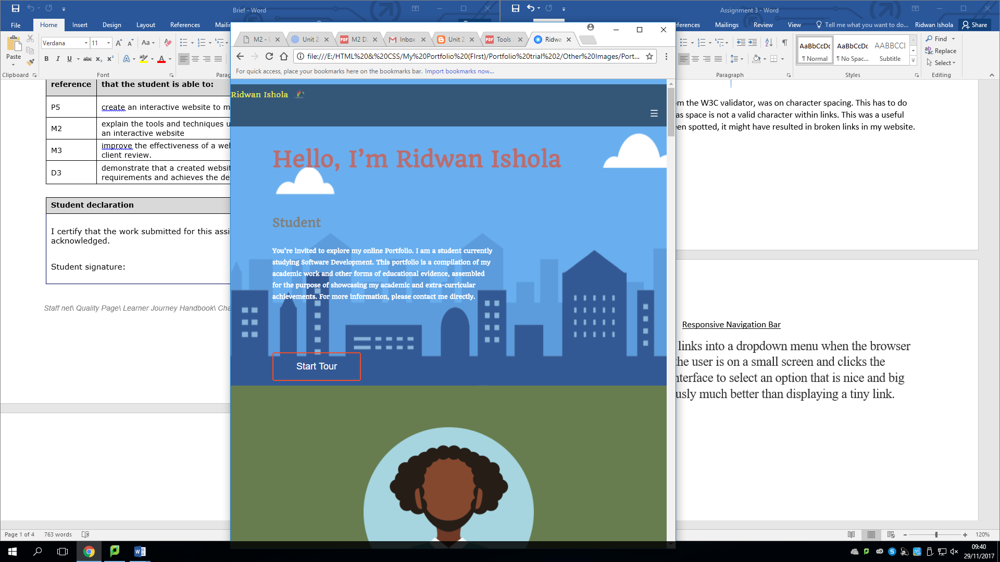 Brief - Word
File
Home
Insert
Design
Layout
References
Paste
Clipboard
Verdana
11
Font
reference
that the student is able to:
P5
create an interactive website to m
M2
explain the tools and techniques u
an interactive website
M3
improve the effectiveness of a wel
client review.
D3
demonstrate that a created websit
requirements and achieves the de
Student declaration
I certify that the work submitted for this assi
acknowledged.
Student signature:
Staff net\ Quality Page\ Learner Journey Handbook\ Cha
Page 1 of 4
763 words
M2 -
Unit 2
M2 D
Inbox
Unit 2
Tools
Ridwa
file:///E:/HTML%20&%20CSS/My%20Portfolio%20(FIrst)/Portfolio%20trial%202/Other%20Images/Port...
For quick access, place your bookmarks here on the bookmarks bar. Import bookmarks now...
Ridwan Ishola
Hello, I'm Ridwan Ishola
Student
You're invited to explore my online Portfolio. I am a student currently
studying Software Development. This portfolio is a compilation of my
academic work and other forms of educational evidence, assembled
for the purpose of showcasing my academic and extra-curricular
achievements. For more information, please contact me directly.
Start Tour
Assignment 3 - Word
eferences
Mailings
Review
View
Tell me what you want to do...
Ridwan Ishola
Share
Paragraph
AaBbCcDc
¶ Normal
AaBbCcDc
¶ No Spac...
AABBCCI
Subtitle
Styles
Find
Replace
Select
Editing
om the W3C validator, was on character spacing. This has to do
as space is not a valid character within links. This was a useful
een spotted, it might have resulted in broken links in my website.
Responsive Navigation Bar
links into a dropdown menu when the browser
the user is on a small screen and clicks the
nterface to select an option that is nice and big
usly much better than displaying a tiny link.
120%
09:40
29/11/2017